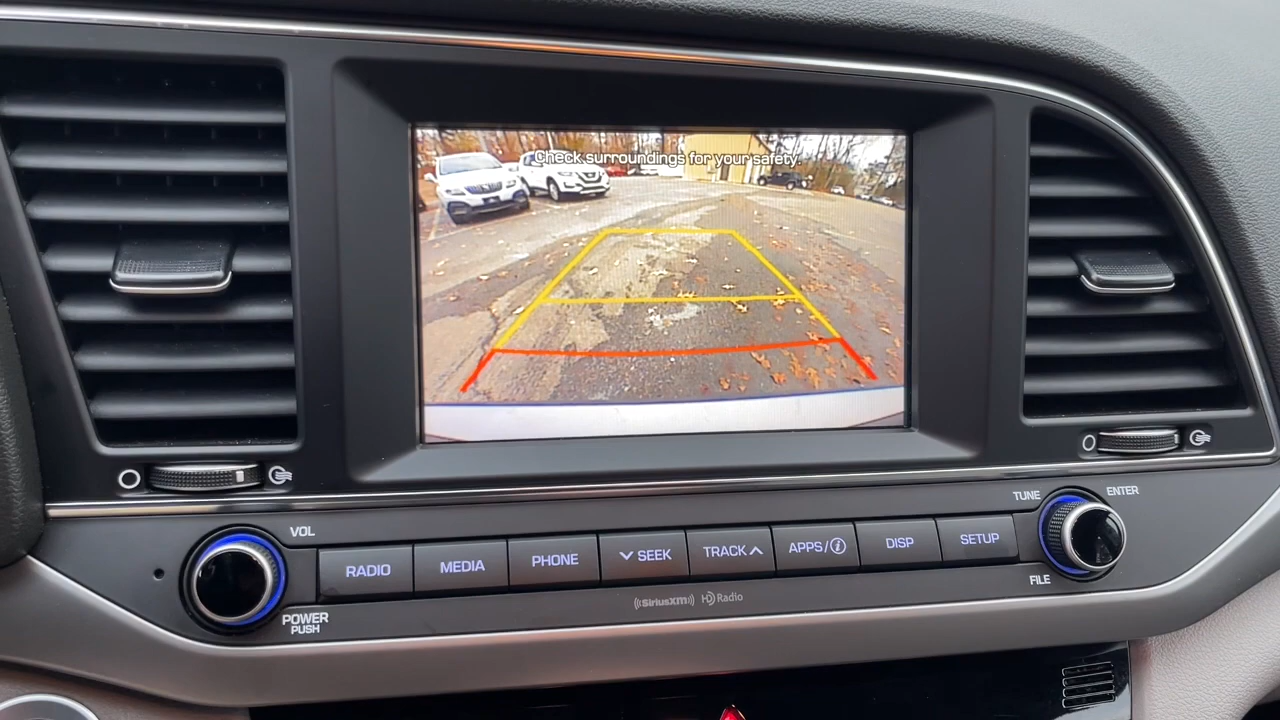 Check surroundings for your safety.
TUNE
ENTER
VOL
RADIO
MEDIA
PHONE
SEEK
TRACK
APPS/i
DISP
SETUP
FILE
POWER
PUSH
SiriusXM
HD Radio